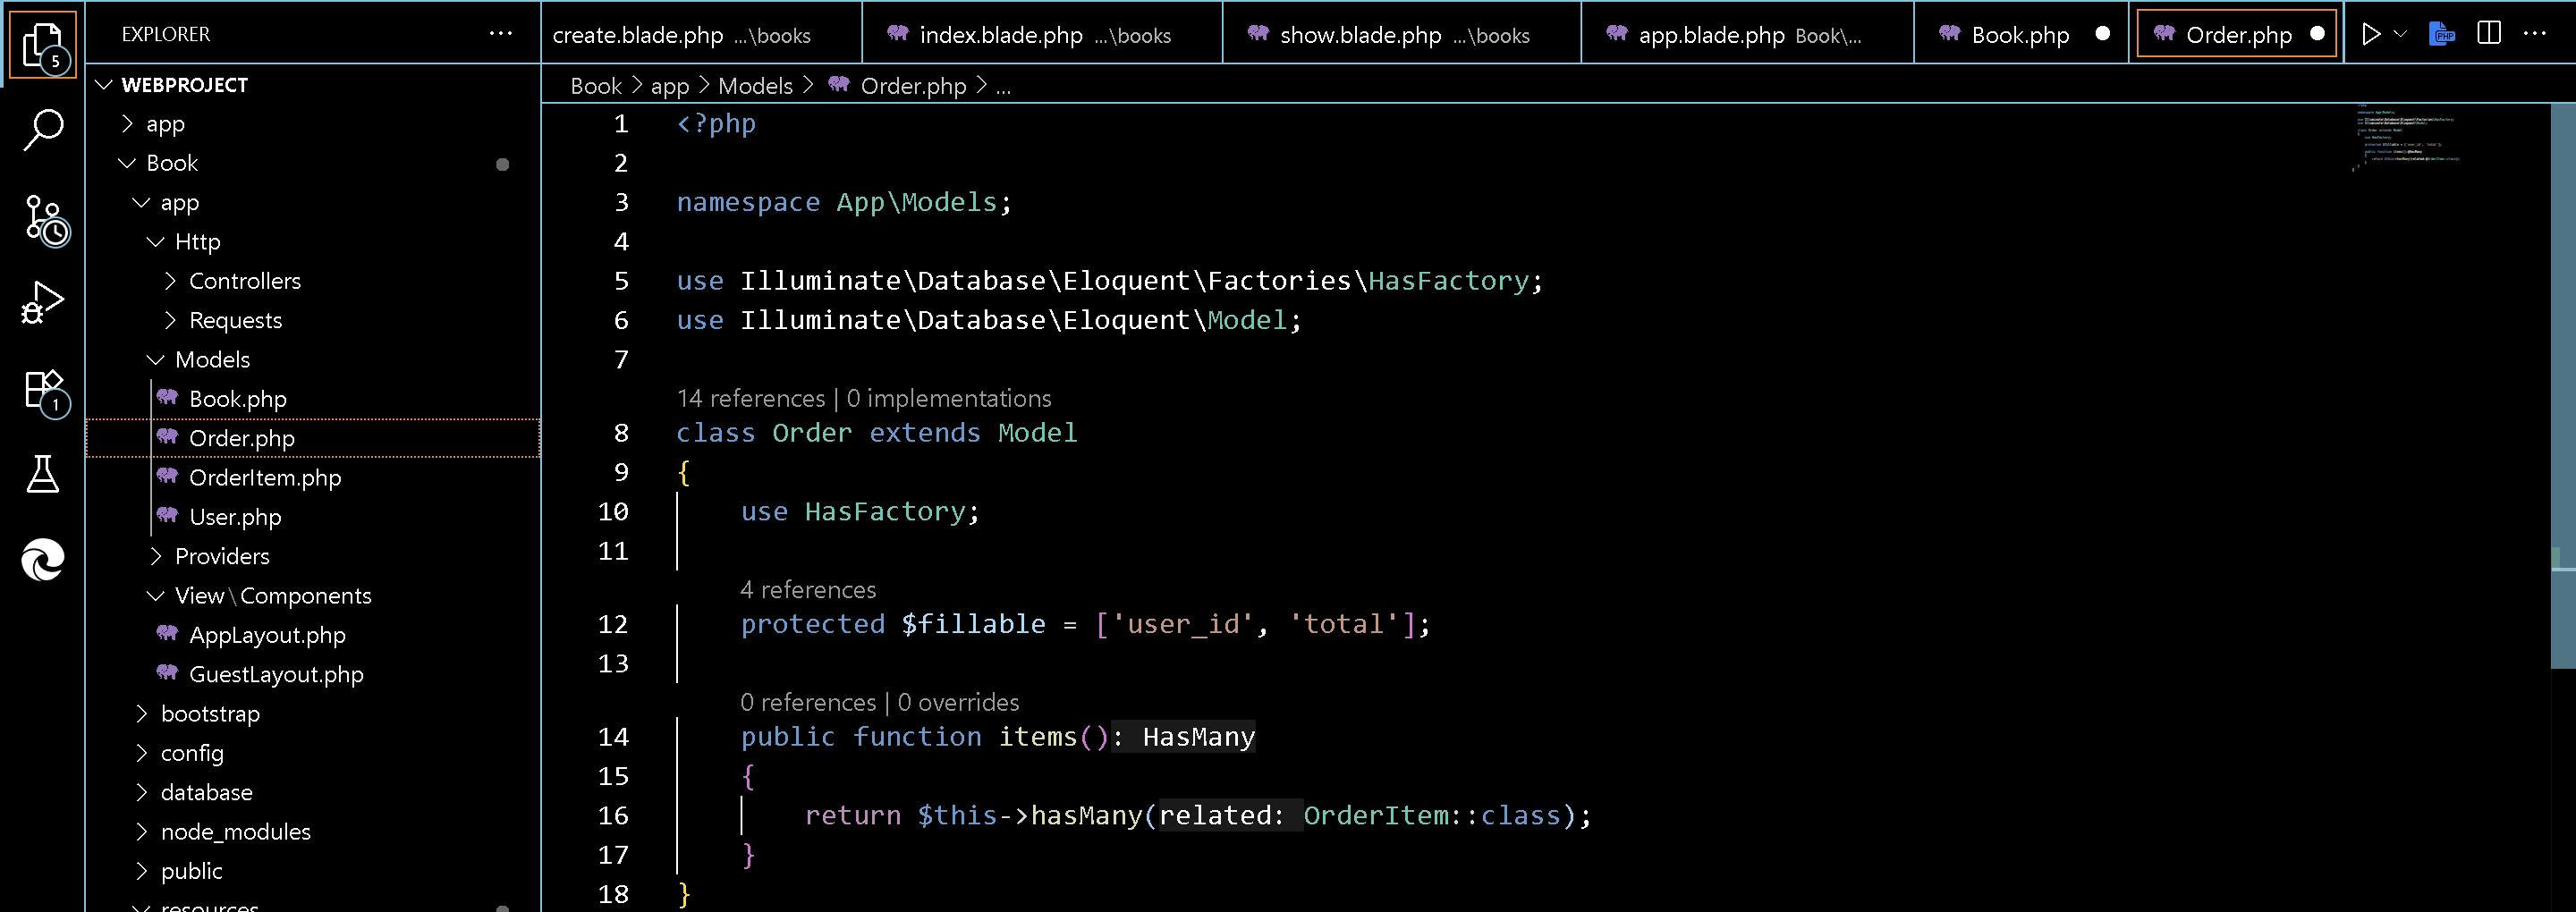 EXPLORER ...
create.blade.php ...\books
index.blade.php ...\books
show.blade.php ...\books
app.blade.php Book\...
Book.php
Order.php
5
1
WEBPROJECT
app
Book
app
Http
Controllers
Requests
Models
Book.php
Order.php
OrderItem.php
User.php
Providers
View\Components
AppLayout.php
GuestLayout.php
bootstrap
config
database
node_modules
public
resources
Book > app > Models > Order.php > ...
1 <?php
2
3 namespace App\Models;
4
5 use Illuminate\Database\Eloquent\Factories\HasFactory;
6 use Illuminate\Database\Eloquent\Model;
7
14 references | 0 implementations
8 class Order extends Model
9 {
10 use HasFactory;
11
4 references
12 protected $fillable = ['user_id', 'total'];
13
0 references | 0 overrides
14 public function items(): HasMany
15 {
16 return $this->hasMany(related: OrderItem::class);
17 }
18 }